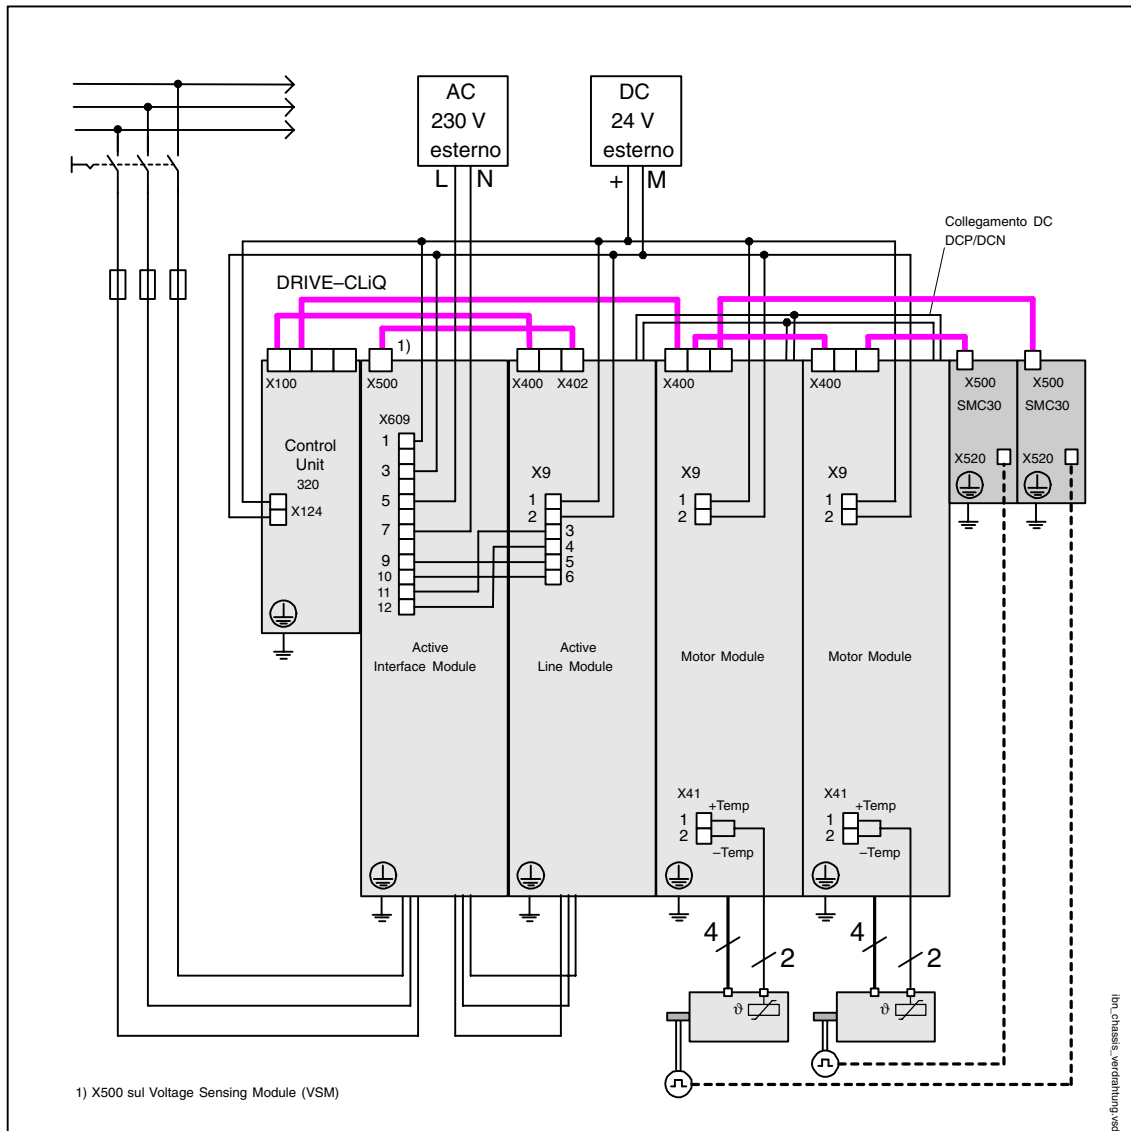 AC
230 V
esterno
DC
24 V
esterno
L N
+ M
Collegamento DC
DCP/DCN
DRIVE–CLiQ
1)
X100
X500
X400 X402
X400
X400
X500
SMC30
X500
SMC30
X609
Control
Unit
320
X124
1
3
5
7
9
10
11
12
X9
1
2
3
4
5
6
X9
1
2
X9
1
2
X520
X520
Active
Interface Module
Active
Line Module
Motor Module
Motor Module
X41
+Temp
1
2
–Temp
X41
+Temp
1
2
–Temp
4
2
4
2
ϑ
ϑ
1) X500 sul Voltage Sensing Module (VSM)
ibn_chassis_verdrahtung.vsd